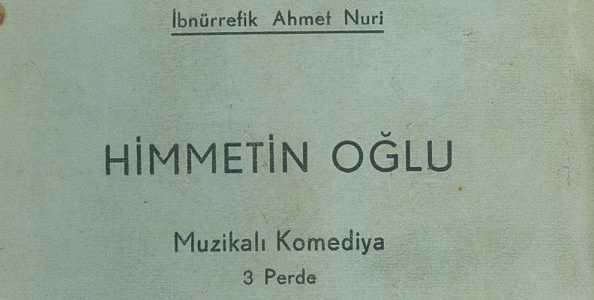 İbnürrefik Ahmet Nuri
HİMMETİN OĞLU
Muzikalı Komediya
3 Perde